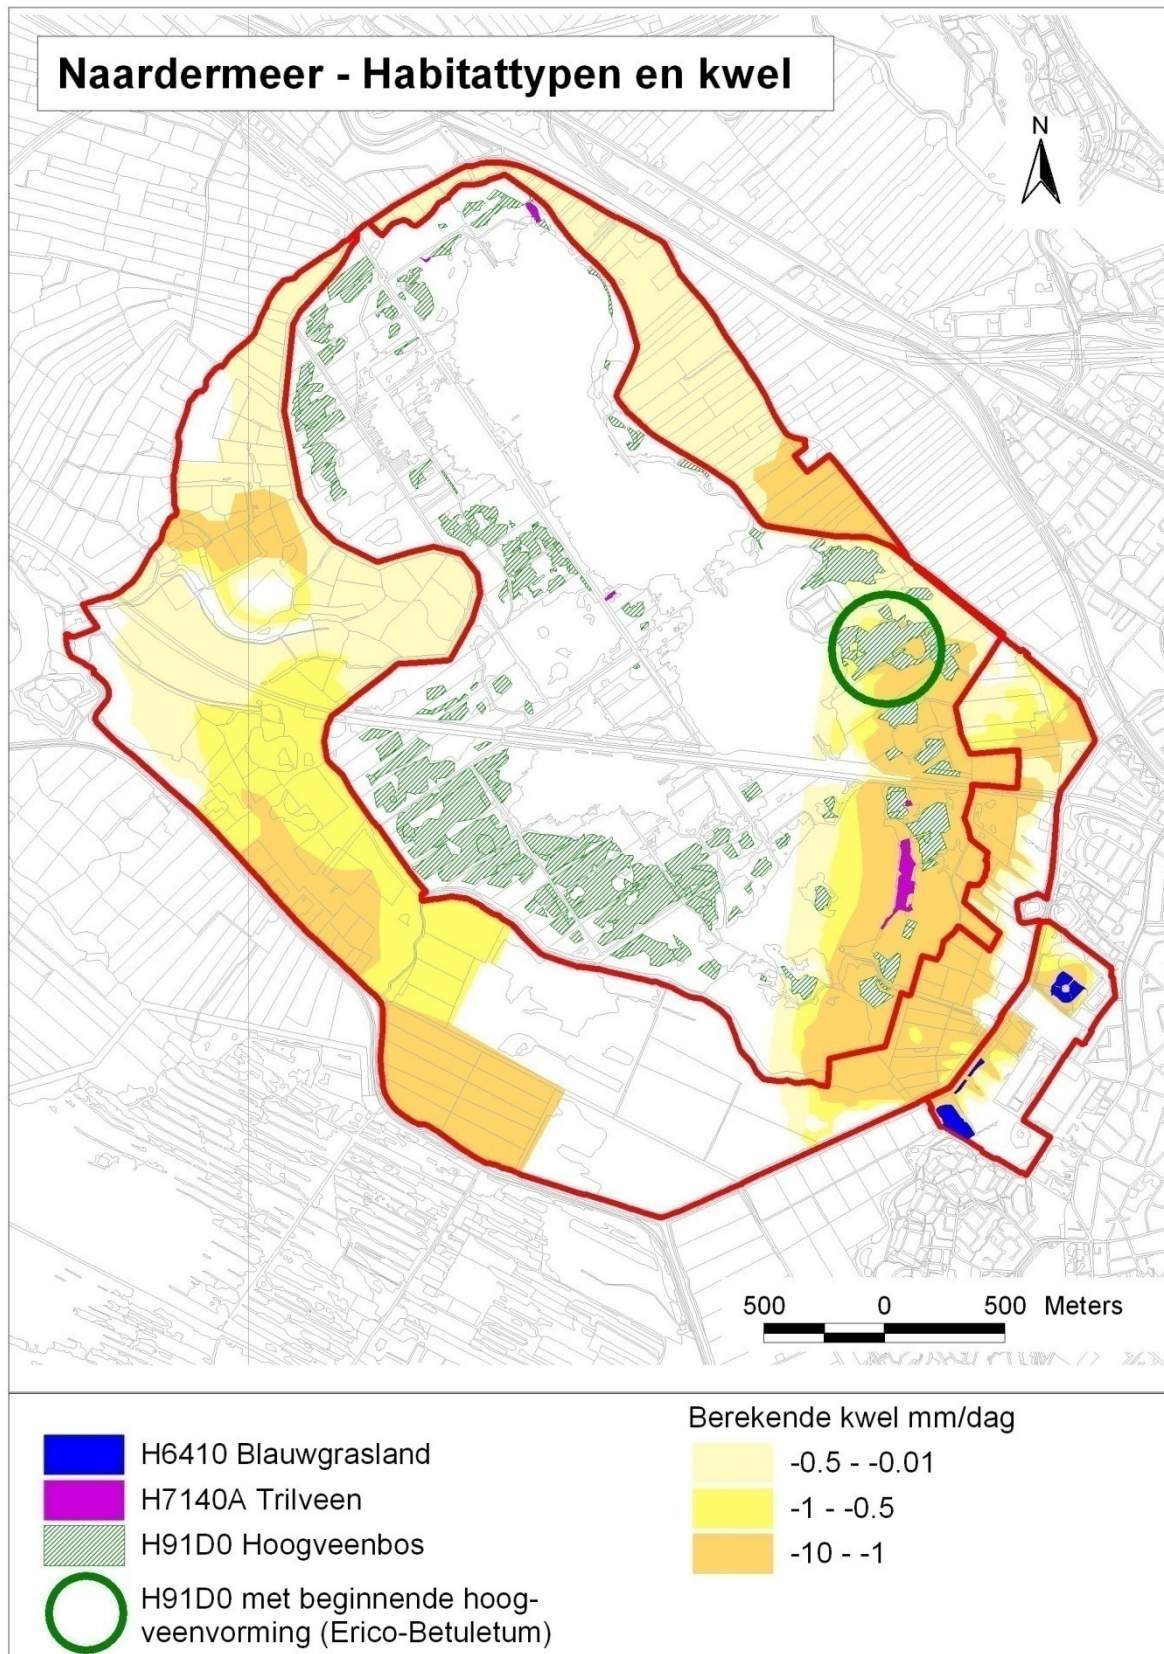 Naardermeer - Habitattypen en kwel
N
500 0 500 Meters
H6410 Blauwgrasland
H7140A Trilveen
H91D0 Hoogveenbos
H91D0 met beginnende hoog-
veenvorming (Erico-Betuletum)
Berekende kwel mm/dag
-0.5 - -0.01
-1 - -0.5
-10 - -1